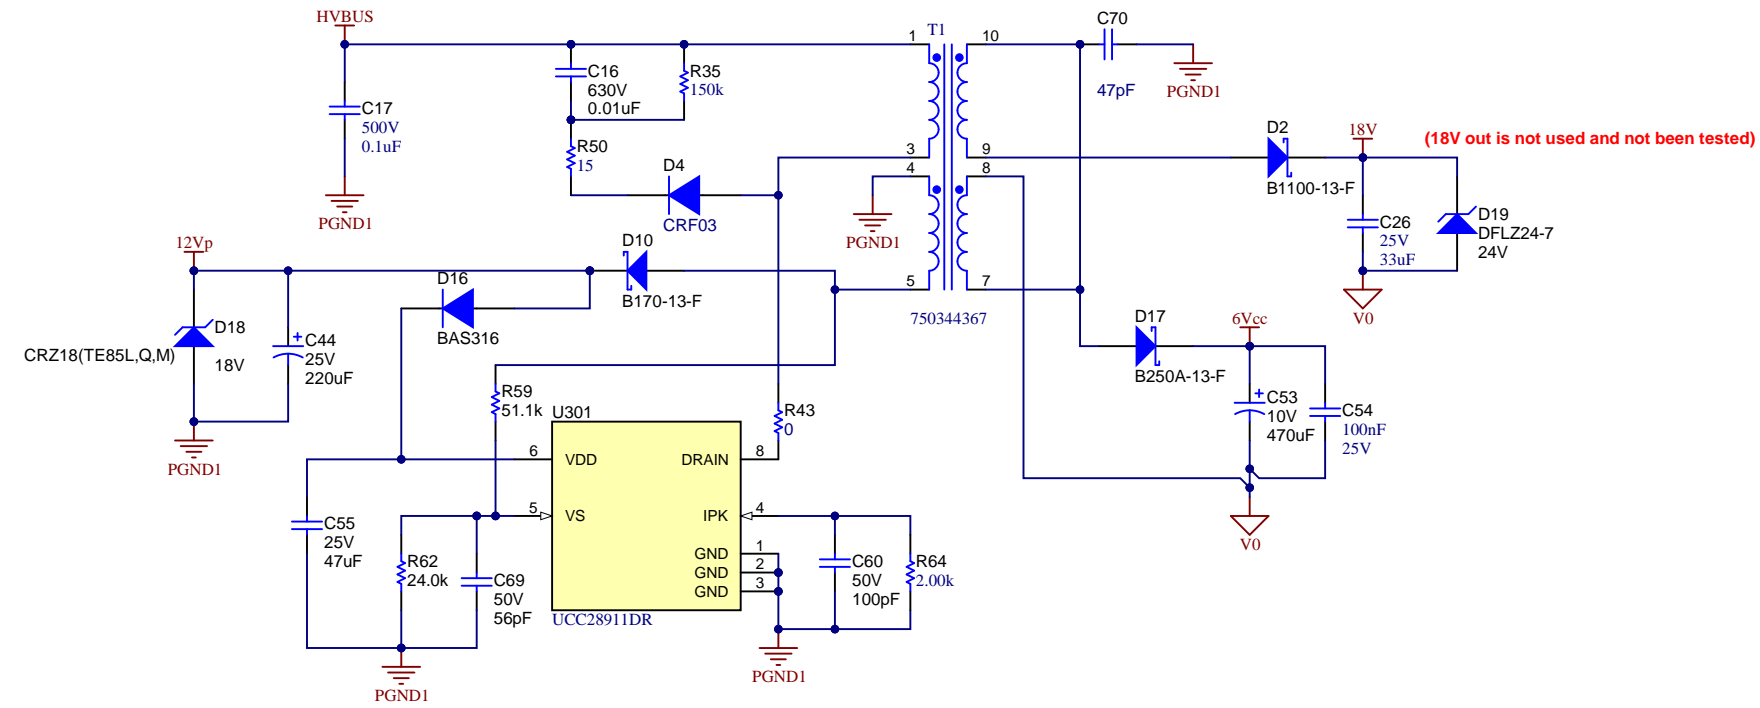 HVBUS
T1
C70
1
10
C16
630V
0.01uF
R35
150k
47pF
PGND1
C17
500V
0.1uF
D2
18V
(18V out is not used and not been tested)
R50
15
3
9
D4
4
8
B1100-13-F
PGND1
CRF03
PGND1
C26
25V
33uF
D19
DFLZ24-7
24V
12Vp
D10
D16
B170-13-F
5
7
V0
D18
CRZ18(TE85L,Q,M)
18V
C44
25V
220uF
BAS316
750344367
D17
6Vcc
B250A-13-F
R59
51.1k
U301
R43
0
C53
10V
470uF
C54
100nF
25V
PGND1
6
VDD
DRAIN
8
5
VS
IPK
4
C55
25V
47uF
V0
R62
24.0k
C69
50V
56pF
GND
1
GND
2
GND
3
C60
50V
100pF
R64
2.00k
UCC28911DR
PGND1
PGND1